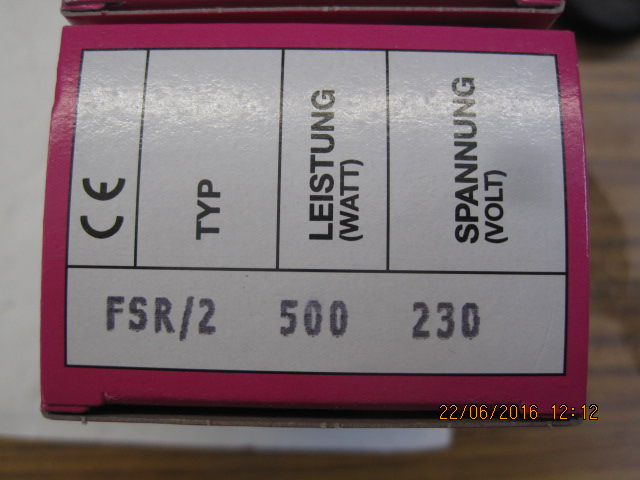 CE
TYP
LEISTUNG
(WATT)
SPANNUNG
(VOLT)
FSR/2 500 230
22/06/2016 12:12